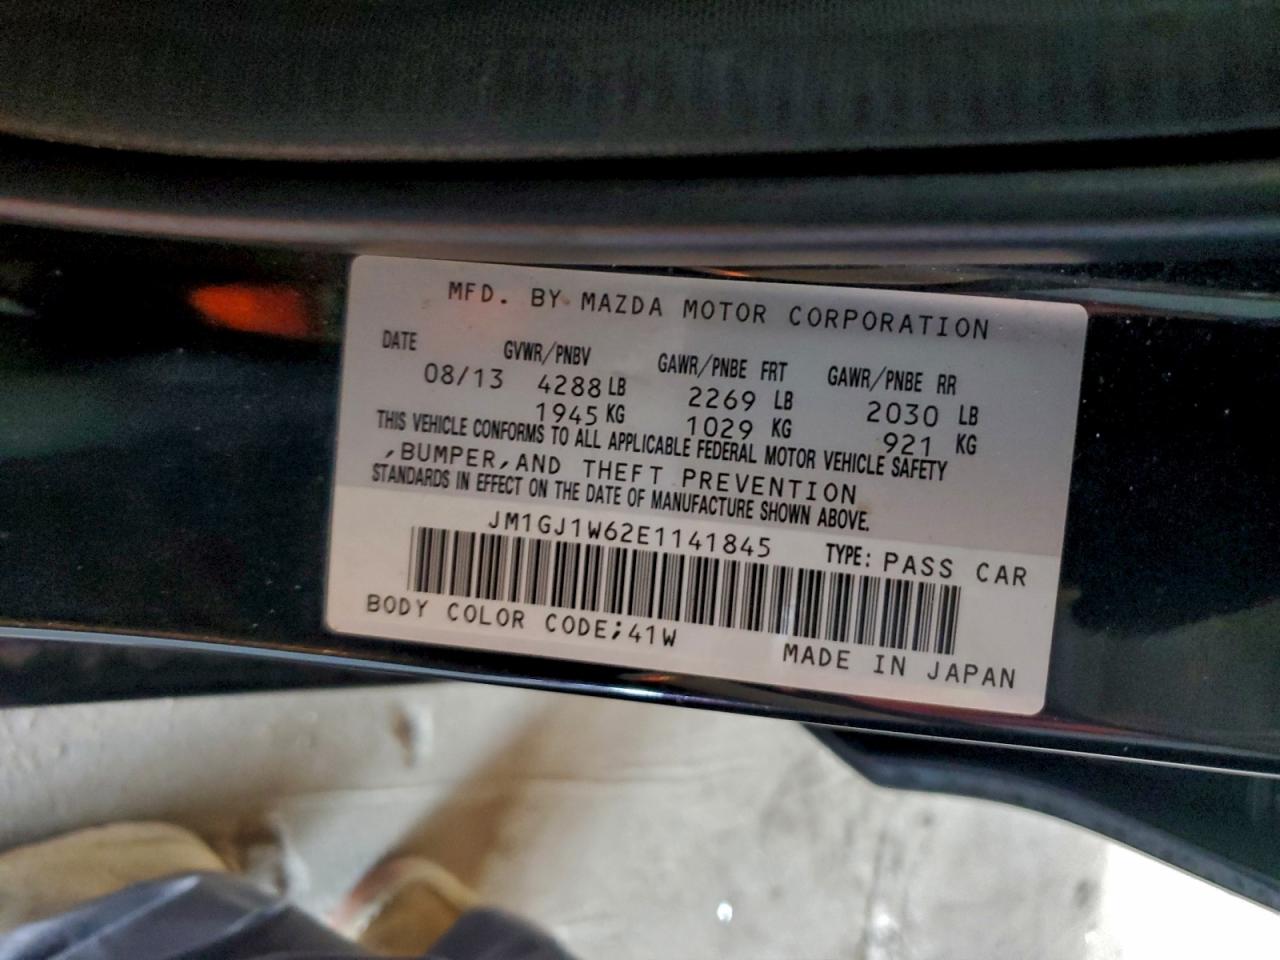 MFD. BY MAZDA MOTOR CORPORATION
DATE GVWR/PNBV GAWR/PNBE FRT GAWR/PNBE RR
08/13 4288 LB 2269 LB 2030 LB
1945 KG 1029 KG 921 KG
THIS VEHICLE CONFORMS TO ALL APPLICABLE FEDERAL MOTOR VEHICLE SAFETY
,BUMPER,AND THEFT PREVENTION
STANDARDS IN EFFECT ON THE DATE OF MANUFACTURE SHOWN ABOVE.
JM1GJ1W62E1141845 TYPE: PASS CAR
BODY COLOR CODE;41W MADE IN JAPAN